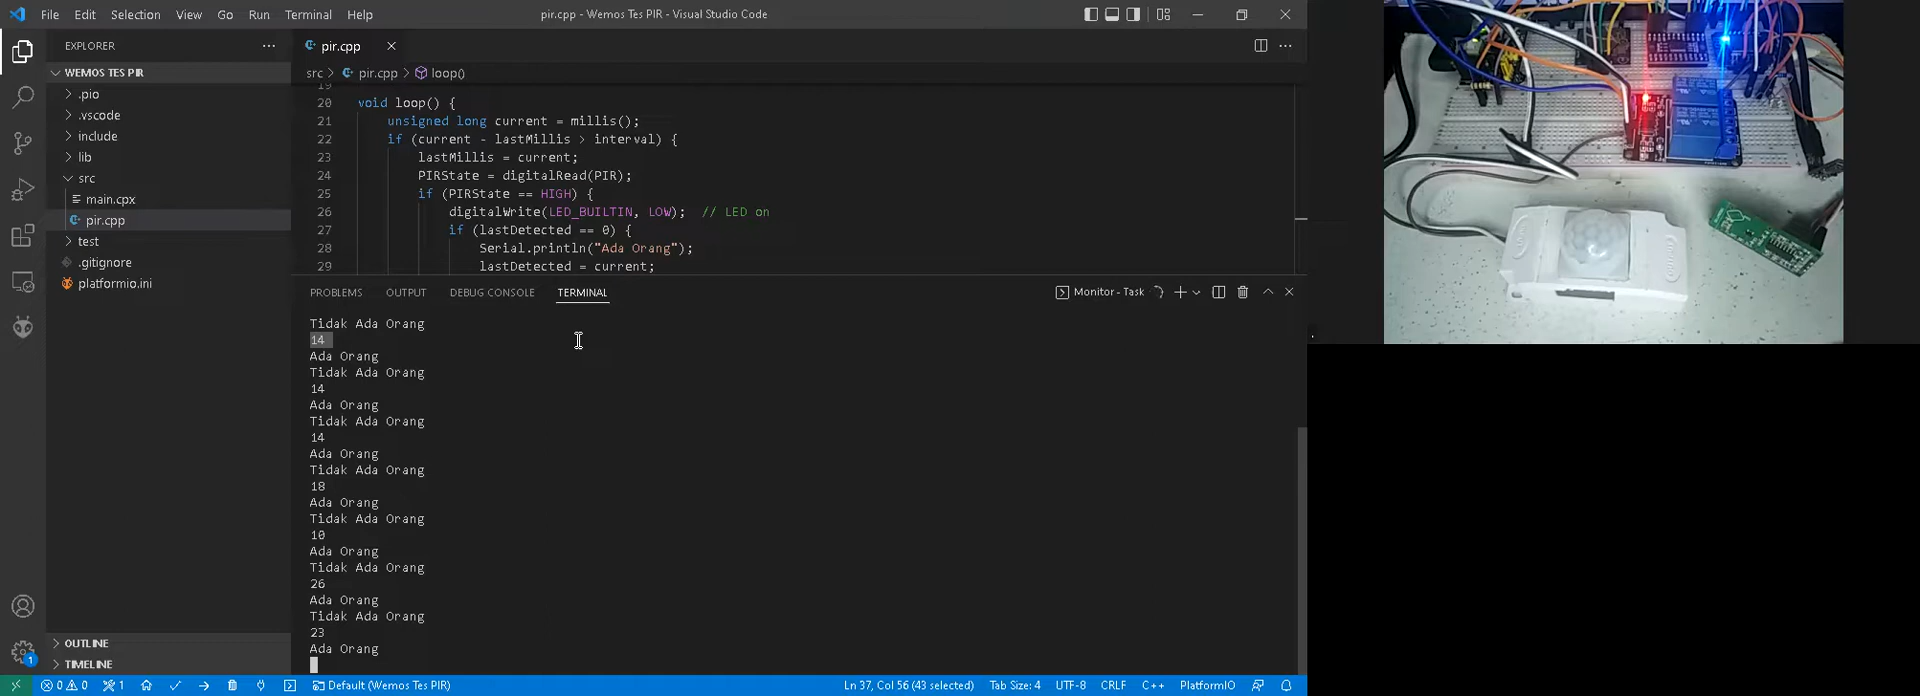 File Edit Selection View Go Run Terminal Help
pir.cpp - Wemos Tes PIR - Visual Studio Code
EXPLORER
WEMOS TES PIR
.pio
.vscode
include
lib
src
main.cpx
pir.cpp
test
.gitignore
platformio.ini
OUTLINE
TIMELINE
pir.cpp
src > pir.cpp > loop()
19
20 void loop() {
21 unsigned long current = millis();
22 if (current - lastMillis > interval) {
23 lastMillis = current;
24 PIRState = digitalRead(PIR);
25 if (PIRState == HIGH) {
26 digitalWrite(LED_BUILTIN, LOW);  // LED on
27 if (lastDetected == 0) {
28 Serial.println("Ada Orang");
29 lastDetected = current;
PROBLEMS OUTPUT DEBUG CONSOLE TERMINAL
Monitor - Task
Tidak Ada Orang
14
Ada Orang
Tidak Ada Orang
14
Ada Orang
Tidak Ada Orang
14
Ada Orang
Tidak Ada Orang
18
Ada Orang
Tidak Ada Orang
10
Ada Orang
Tidak Ada Orang
26
Ada Orang
Tidak Ada Orang
23
Ada Orang
1
0 0 1 Default (Wemos Tes PIR) Ln 37, Col 56 (43 selected) Tab Size: 4 UTF-8 CRLF C++ PlatformIO